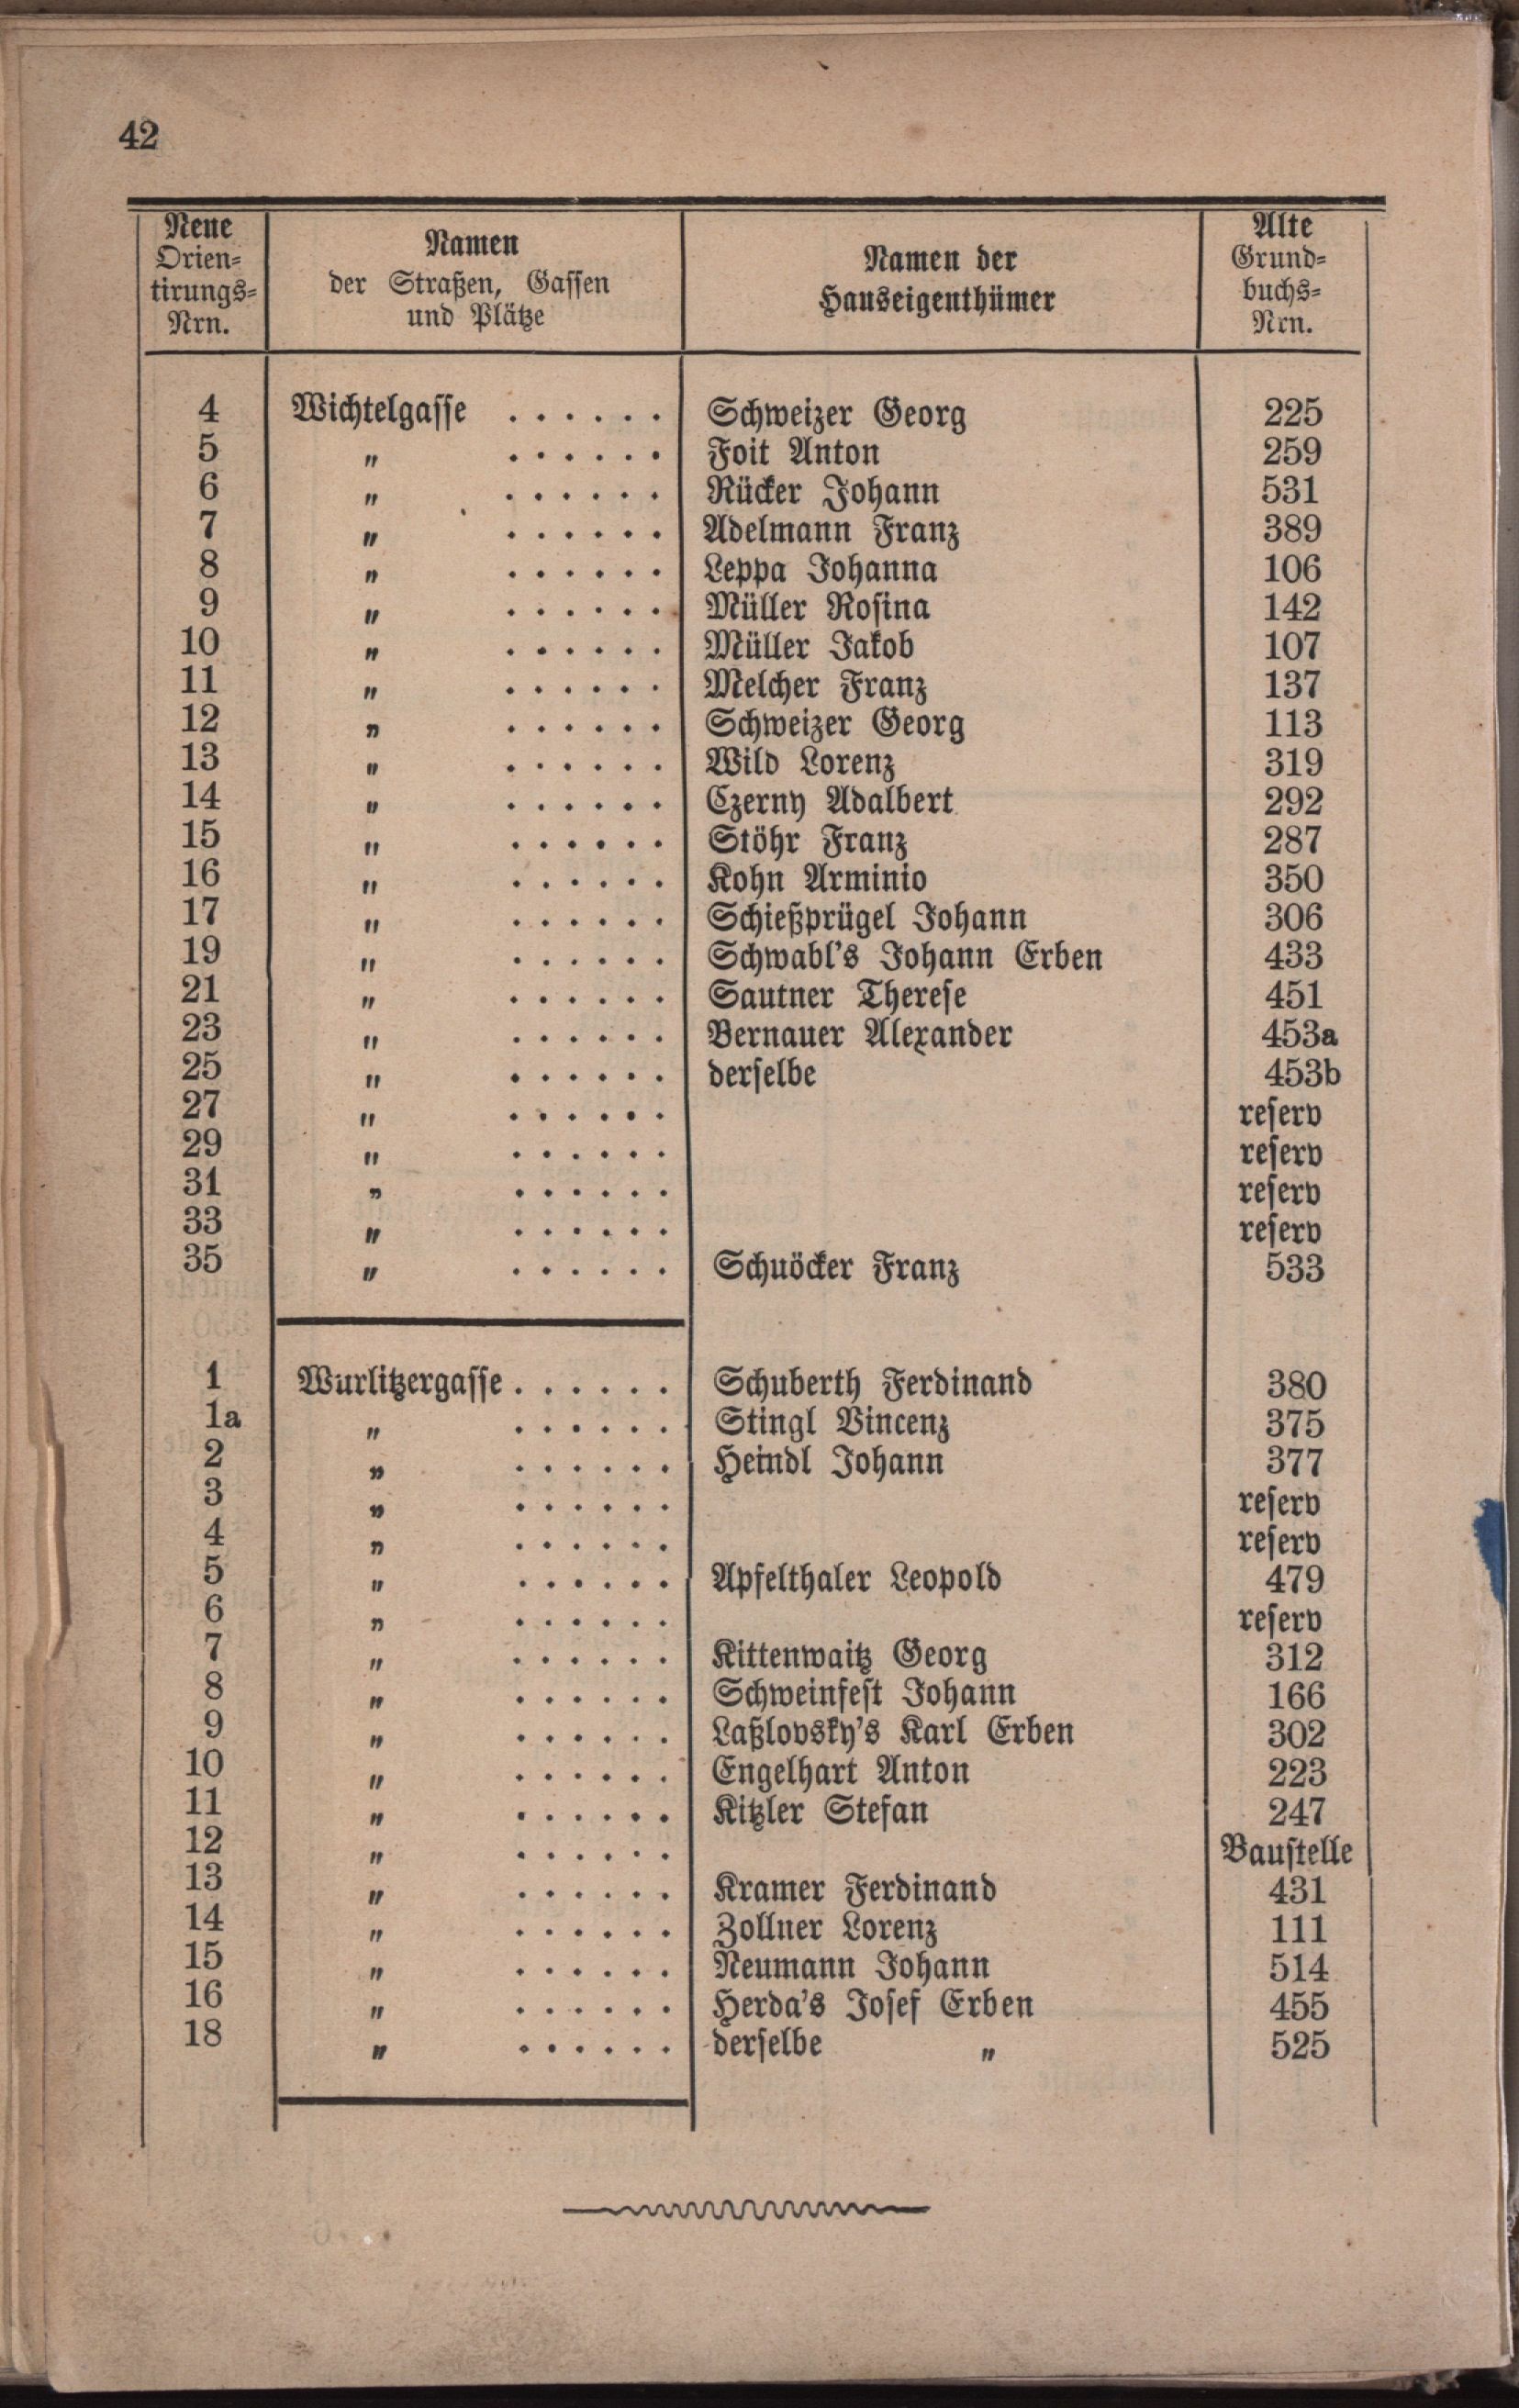 42
Neue Orien= tirungs= Nrn. | Namen der Straßen, Gassen und Plätze | Namen der Hauseigenthümer | Alte Grund= buchs= Nrn.
4 Wichtelgasse . . . . . . Schweizer Georg 225
5 " . . . . . . Foit Anton 259
6 " . . . . . . Rücker Johann 531
7 " . . . . . . Adelmann Franz 389
8 " . . . . . . Leppa Johanna 106
9 " . . . . . . Müller Rosina 142
10 " . . . . . . Müller Jakob 107
11 " . . . . . . Melcher Franz 137
12 " . . . . . . Schweizer Georg 113
13 " . . . . . . Wild Lorenz 319
14 " . . . . . . Czerny Adalbert 292
15 " . . . . . . Stöhr Franz 287
16 " . . . . . . Kohn Arminio 350
17 " . . . . . . Schießprügel Johann 306
19 " . . . . . . Schwabl's Johann Erben 433
21 " . . . . . . Sautner Therese 451
23 " . . . . . . Bernauer Alexander 453a
25 " . . . . . . derselbe 453b
27 " . . . . . . reserv
29 " . . . . . . reserv
31 " . . . . . . reserv
33 " . . . . . . reserv
35 " . . . . . . Schuöcker Franz 533
1 Wurlitzergasse . . . . . . Schuberth Ferdinand 380
1a " . . . . . . Stingl Vincenz 375
2 " . . . . . . Heindl Johann 377
3 " . . . . . . reserv
4 " . . . . . . reserv
5 " . . . . . . Apfelthaler Leopold 479
6 " . . . . . . reserv
7 " . . . . . . Kittenwaitz Georg 312
8 " . . . . . . Schweinfest Johann 166
9 " . . . . . . Laßlovsky's Karl Erben 302
10 " . . . . . . Engelhart Anton 223
11 " . . . . . . Kitzler Stefan 247
12 " . . . . . . Baustelle
13 " . . . . . . Kramer Ferdinand 431
14 " . . . . . . Zollner Lorenz 111
15 " . . . . . . Neumann Johann 514
16 " . . . . . . Herda's Josef Erben 455
18 " . . . . . . derselbe " 525